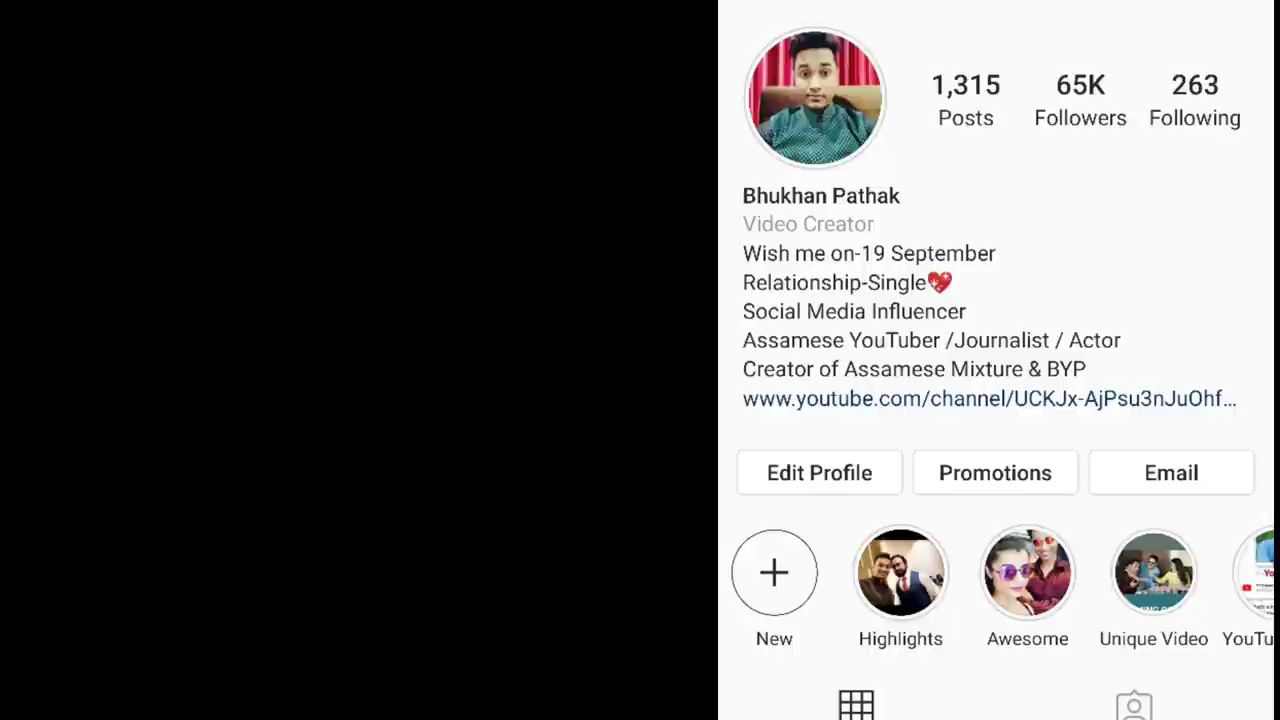 1,315 65K 263
Posts Followers Following
Bhukhan Pathak
Video Creator
Wish me on-19 September
Relationship-Single💖
Social Media Influencer
Assamese YouTuber /Journalist / Actor
Creator of Assamese Mixture & BYP
www.youtube.com/channel/UCKJx-AjPsu3nJuOhf...
Edit Profile Promotions Email
New Highlights Awesome Unique Video YouTu